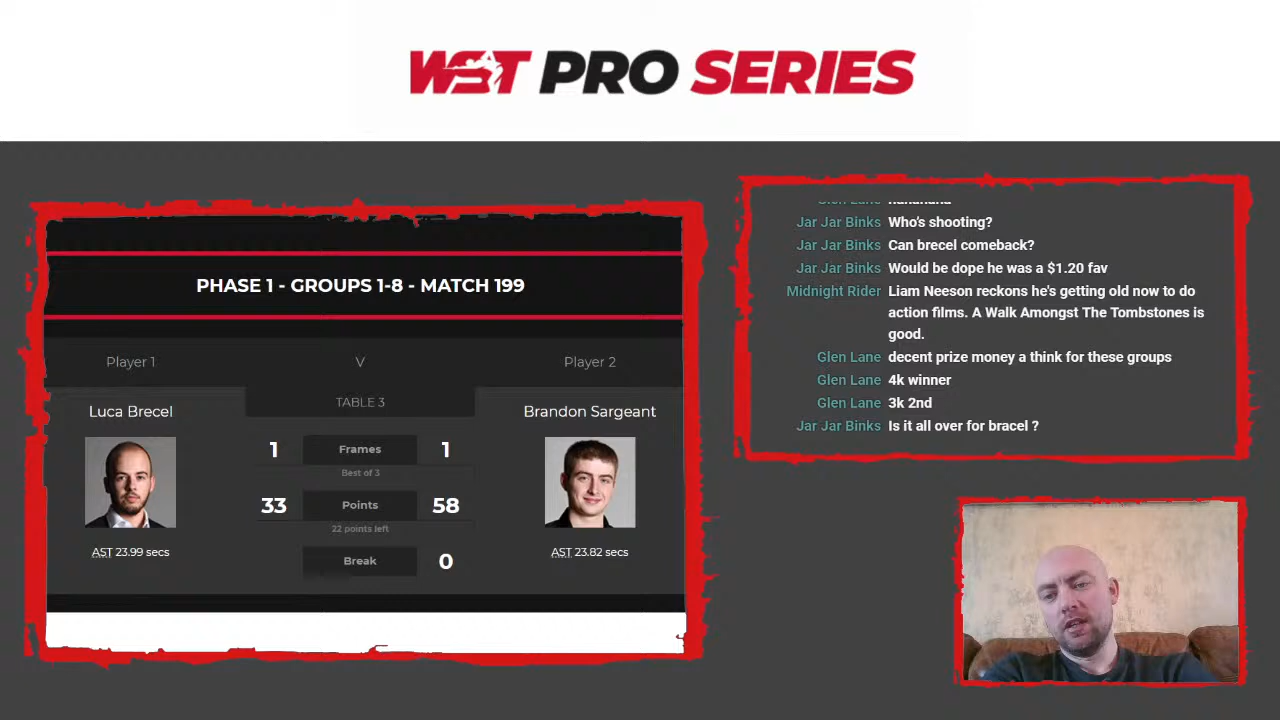 WST PRO SERIES
PHASE 1 - GROUPS 1-8 - MATCH 199
Player 1 V Player 2
TABLE 3
Luca Brecel Brandon Sargeant
1 Frames 1
Best of 3
33 Points 58
22 points left
Break 0
AST 23.99 secs AST 23.82 secs
Jar Jar Binks Who's shooting?
Jar Jar Binks Can brecel comeback?
Jar Jar Binks Would be dope he was a $1.20 fav
Midnight Rider Liam Neeson reckons he's getting old now to do
action films. A Walk Amongst The Tombstones is
good.
Glen Lane decent prize money a think for these groups
Glen Lane 4k winner
Glen Lane 3k 2nd
Jar Jar Binks Is it all over for bracel ?